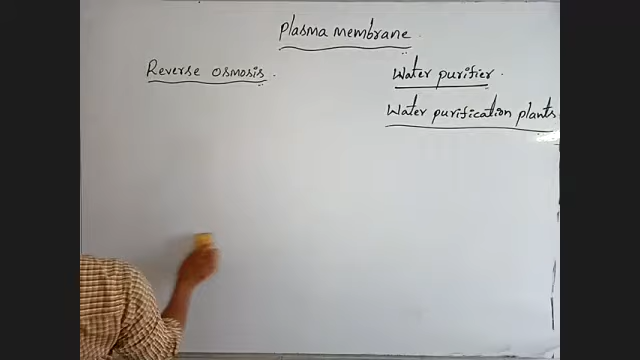 Plasma membrane.
Reverse osmosis.
Water purifier.
Water purification plants.